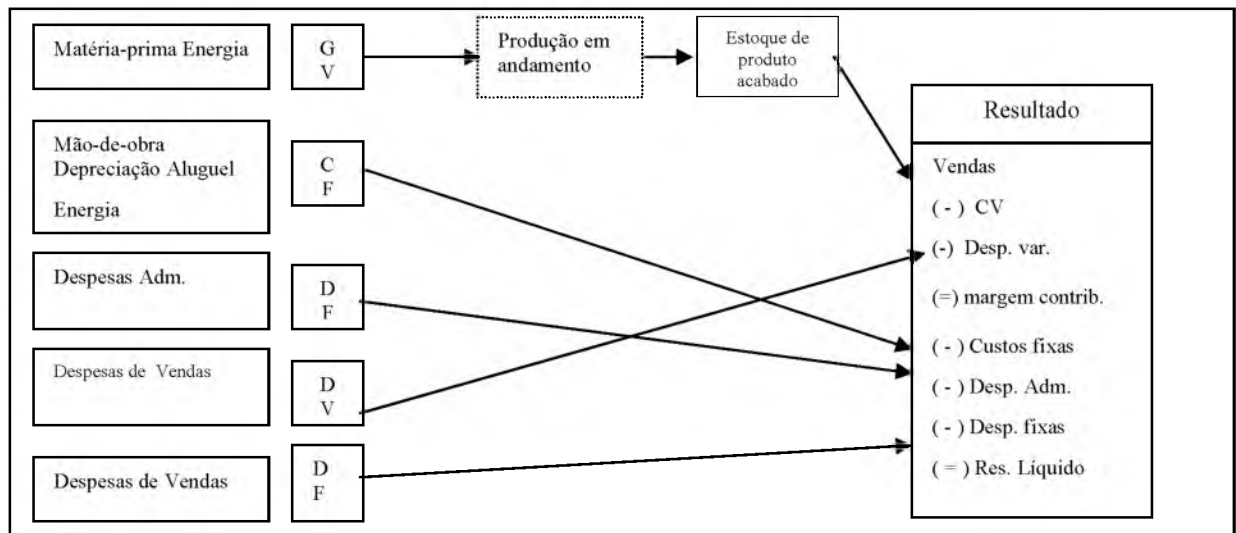 Matéria-prima Energia
G
V
Produção em
andamento
Estoque de
produto
acabado
Mão-de-obra
Depreciação Aluguel
Energia
C
F
Despesas Adm.
D
F
Despesas de Vendas
D
V
Despesas de Vendas
D
F
Resultado
Vendas
( - ) CV
(-) Desp. var.
(=) margem contrib.
( - ) Custos fixas
( - ) Desp. Adm.
( - ) Desp. fixas
( = ) Res. Líquido